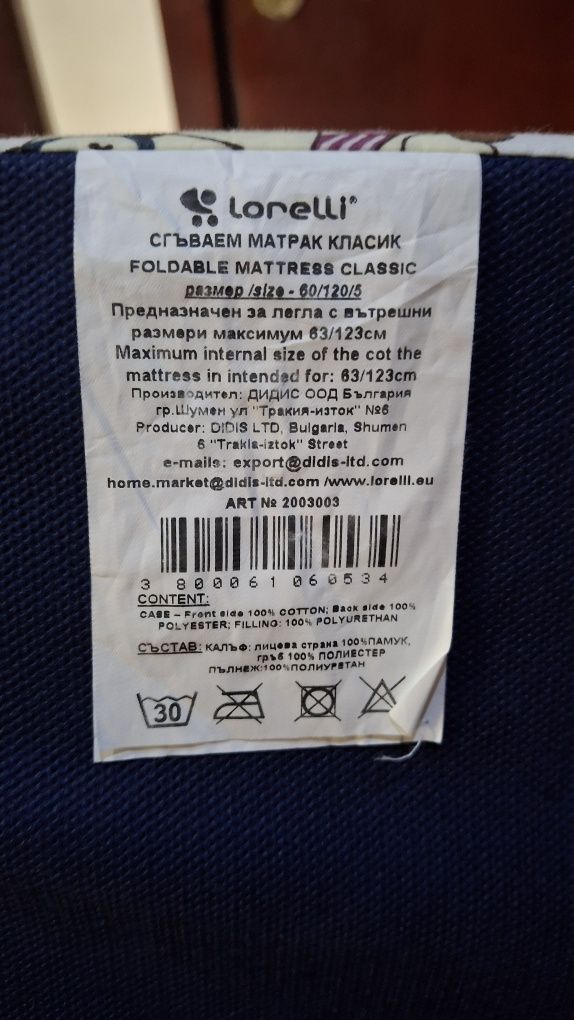 Lorelli®
СГЪВАЕМ МАТРАК КЛАСИК
FOLDABLE MATTRESS CLASSIC
размер /size - 60/120/5
Предназначен за легла с вътрешни
размери максимум 63/123см
Maximum internal size of the cot the
mattress in intended for: 63/123cm
Производител: ДИДИС ООД България
гр.Шумен ул "Тракия-изток" №6
Producer: DIDIS LTD, Bulgaria, Shumen
6 "Trakia-iztok" Street
e-mails: export@didis-ltd.com
home.market@didis-ltd.com /www.lorelli.eu
ART № 2003003
3 800061 060534
CONTENT:
CASE – Front side 100% COTTON; Back side 100%
POLYESTER; FILLING: 100% POLYURETHAN
СЪСТАВ: КАЛЪФ: лицева страна 100%ПАМУК,
гръб 100% ПОЛИЕСТЕР
ПЪЛНЕЖ:100%ПОЛИУРЕТАН
30